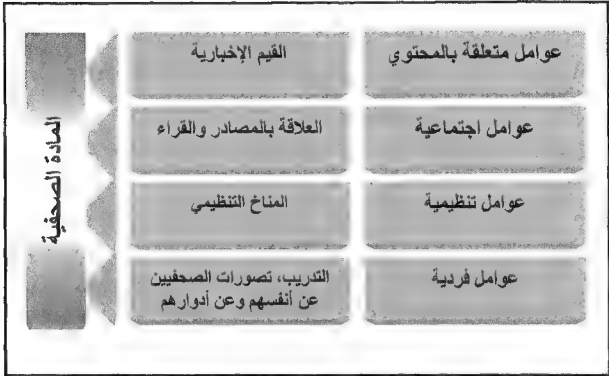 عوامل متعلقة بالمحتوي
القيم الإخبارية
عوامل اجتماعية
العلاقة بالمصادر والقراء
عوامل تنظيمية
المناخ التنظيمي
عوامل فردية
التدريب، تصورات الصحفيين
عن أنفسهم وعن أدوارهم
المادة الصحفية